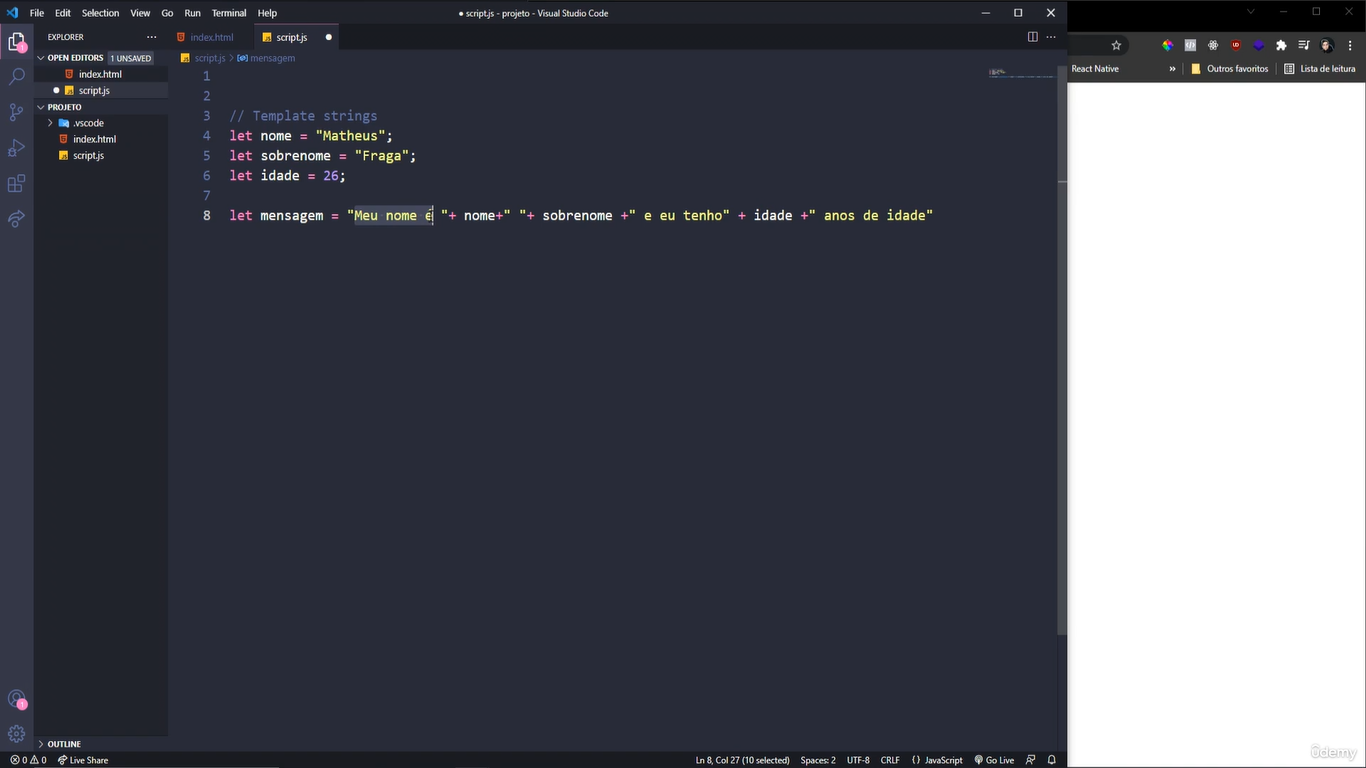 File Edit Selection View Go Run Terminal Help
● script.js - projeto - Visual Studio Code
EXPLORER
OPEN EDITORS 1 UNSAVED
index.html
script.js
PROJETO
.vscode
index.html
script.js
OUTLINE
index.html script.js
script.js > mensagem
1
2
3 // Template strings
4 let nome = "Matheus";
5 let sobrenome = "Fraga";
6 let idade = 26;
7
8 let mensagem = "Meu nome é "+ nome+" "+ sobrenome +" e eu tenho" + idade +" anos de idade"
React Native » Outros favoritos Lista de leitura
1
1
0 0 Live Share
Ln 8, Col 27 (10 selected) Spaces: 2 UTF-8 CRLF {} JavaScript Go Live
ûdemy